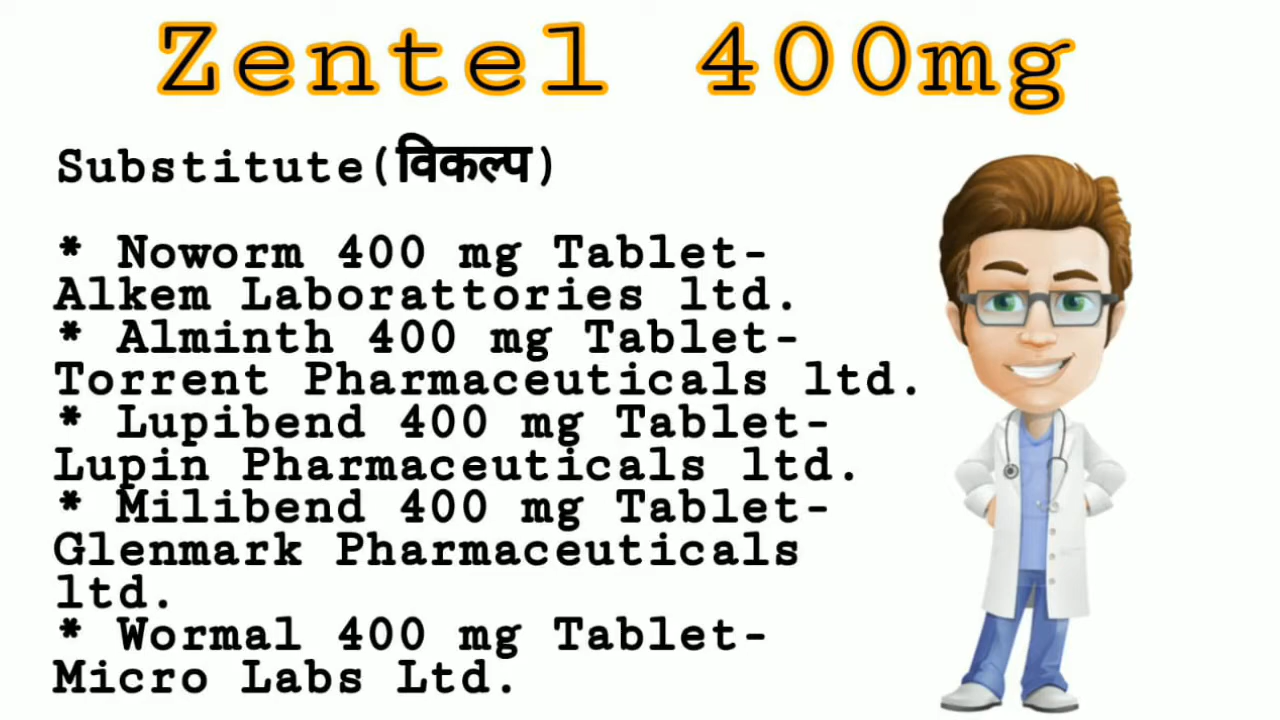 Zentel 400mg
Substitute(विकल्प)
* Noworm 400 mg Tablet-
Alkem Laborattories ltd.
* Alminth 400 mg Tablet-
Torrent Pharmaceuticals ltd.
* Lupibend 400 mg Tablet-
Lupin Pharmaceuticals ltd.
* Milibend 400 mg Tablet-
Glenmark Pharmaceuticals
ltd.
* Wormal 400 mg Tablet-
Micro Labs Ltd.